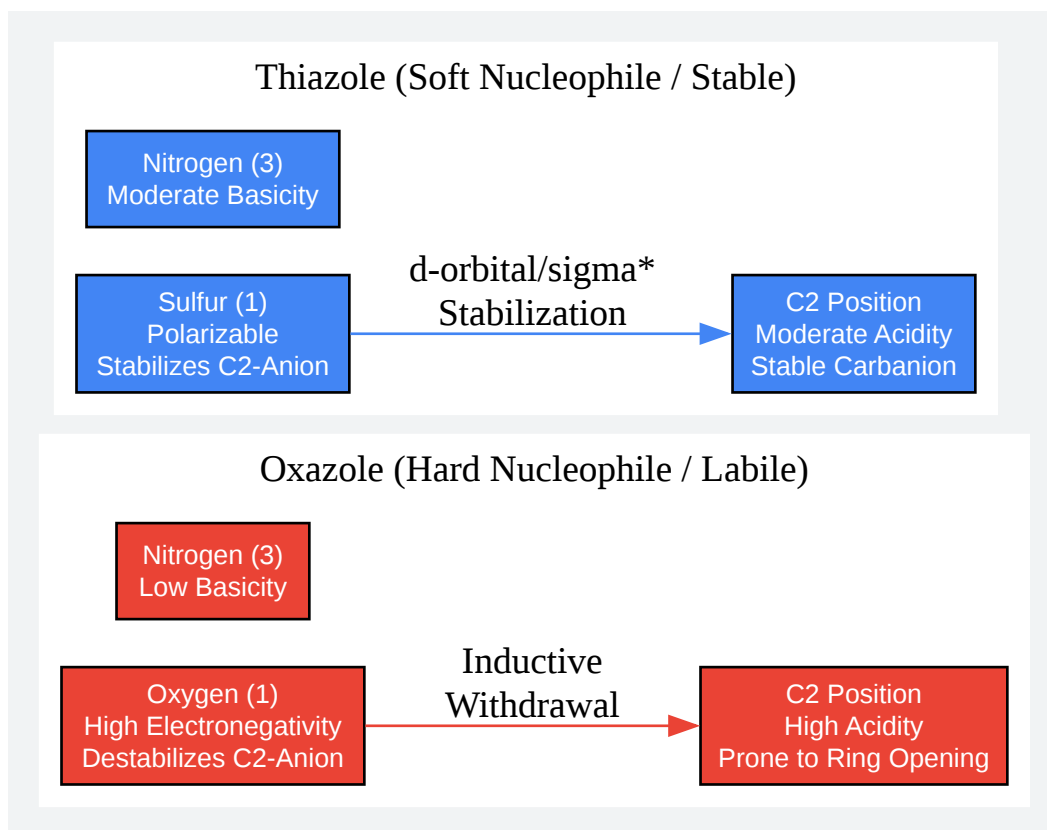 Thiazole (Soft Nucleophile / Stable)
Nitrogen (3)
Moderate Basicity
Sulfur (1)
Polarizable
Stabilizes C2-Anion
d-orbital/sigma*
Stabilization
C2 Position
Moderate Acidity
Stable Carbanion
Oxazole (Hard Nucleophile / Labile)
Nitrogen (3)
Low Basicity
Oxygen (1)
High Electronegativity
Destabilizes C2-Anion
Inductive
Withdrawal
C2 Position
High Acidity
Prone to Ring Opening